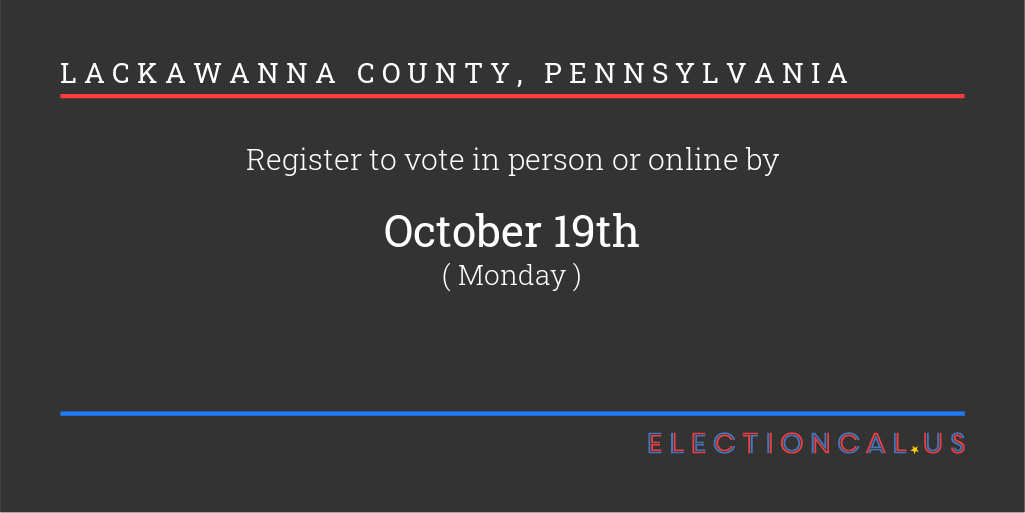 LACKAWANNA COUNTY, PENNSYLVANIA
Register to vote in person or online by
October 19th
( Monday )
ELECTIONCAL.US